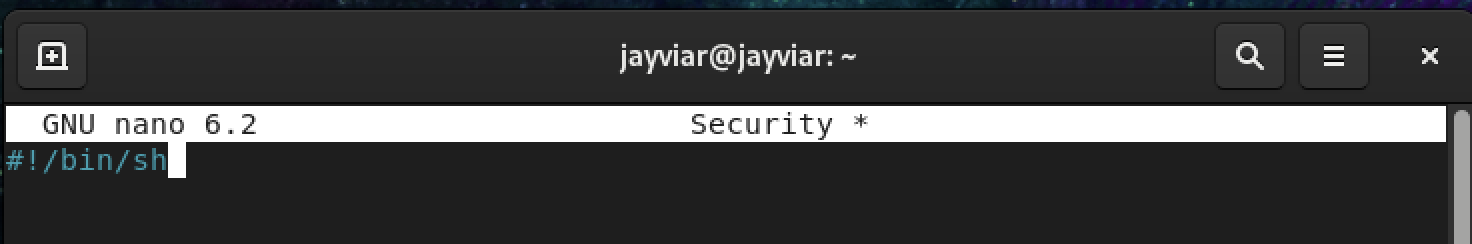 jayviar@jayviar: ~
GNU nano 6.2 Security *
#!/bin/sh